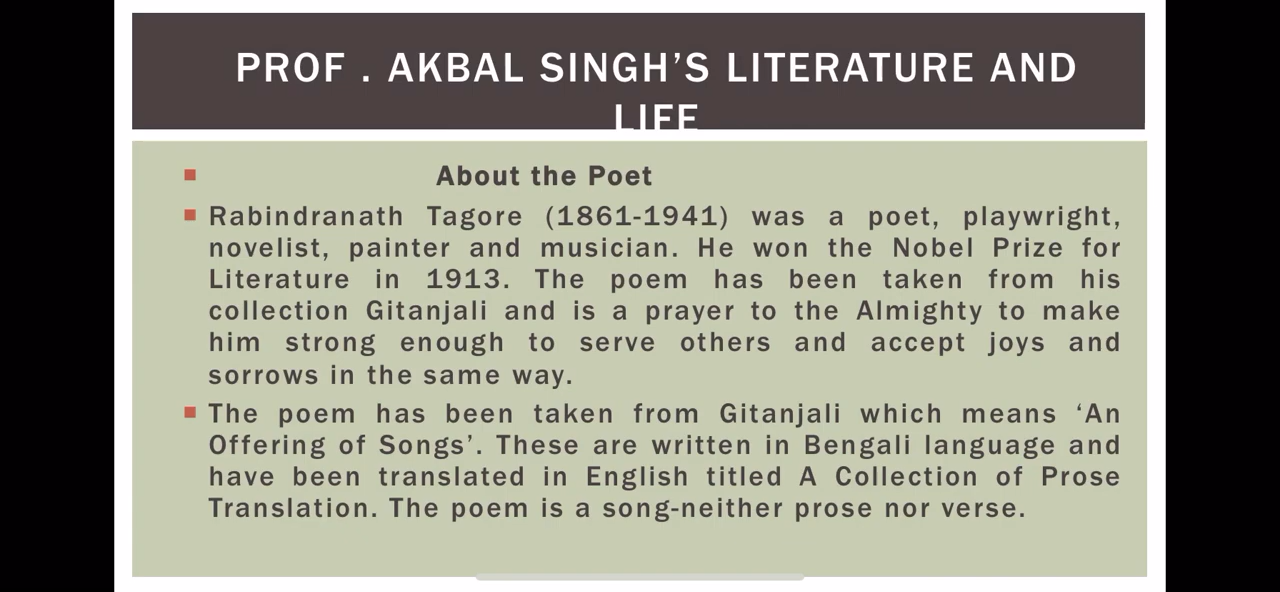 PROF . AKBAL SINGH’S LITERATURE AND
LIFE
About the Poet
Rabindranath Tagore (1861-1941) was a poet, playwright,
novelist, painter and musician. He won the Nobel Prize for
Literature in 1913. The poem has been taken from his
collection Gitanjali and is a prayer to the Almighty to make
him strong enough to serve others and accept joys and
sorrows in the same way.
The poem has been taken from Gitanjali which means ‘An
Offering of Songs’. These are written in Bengali language and
have been translated in English titled A Collection of Prose
Translation. The poem is a song-neither prose nor verse.